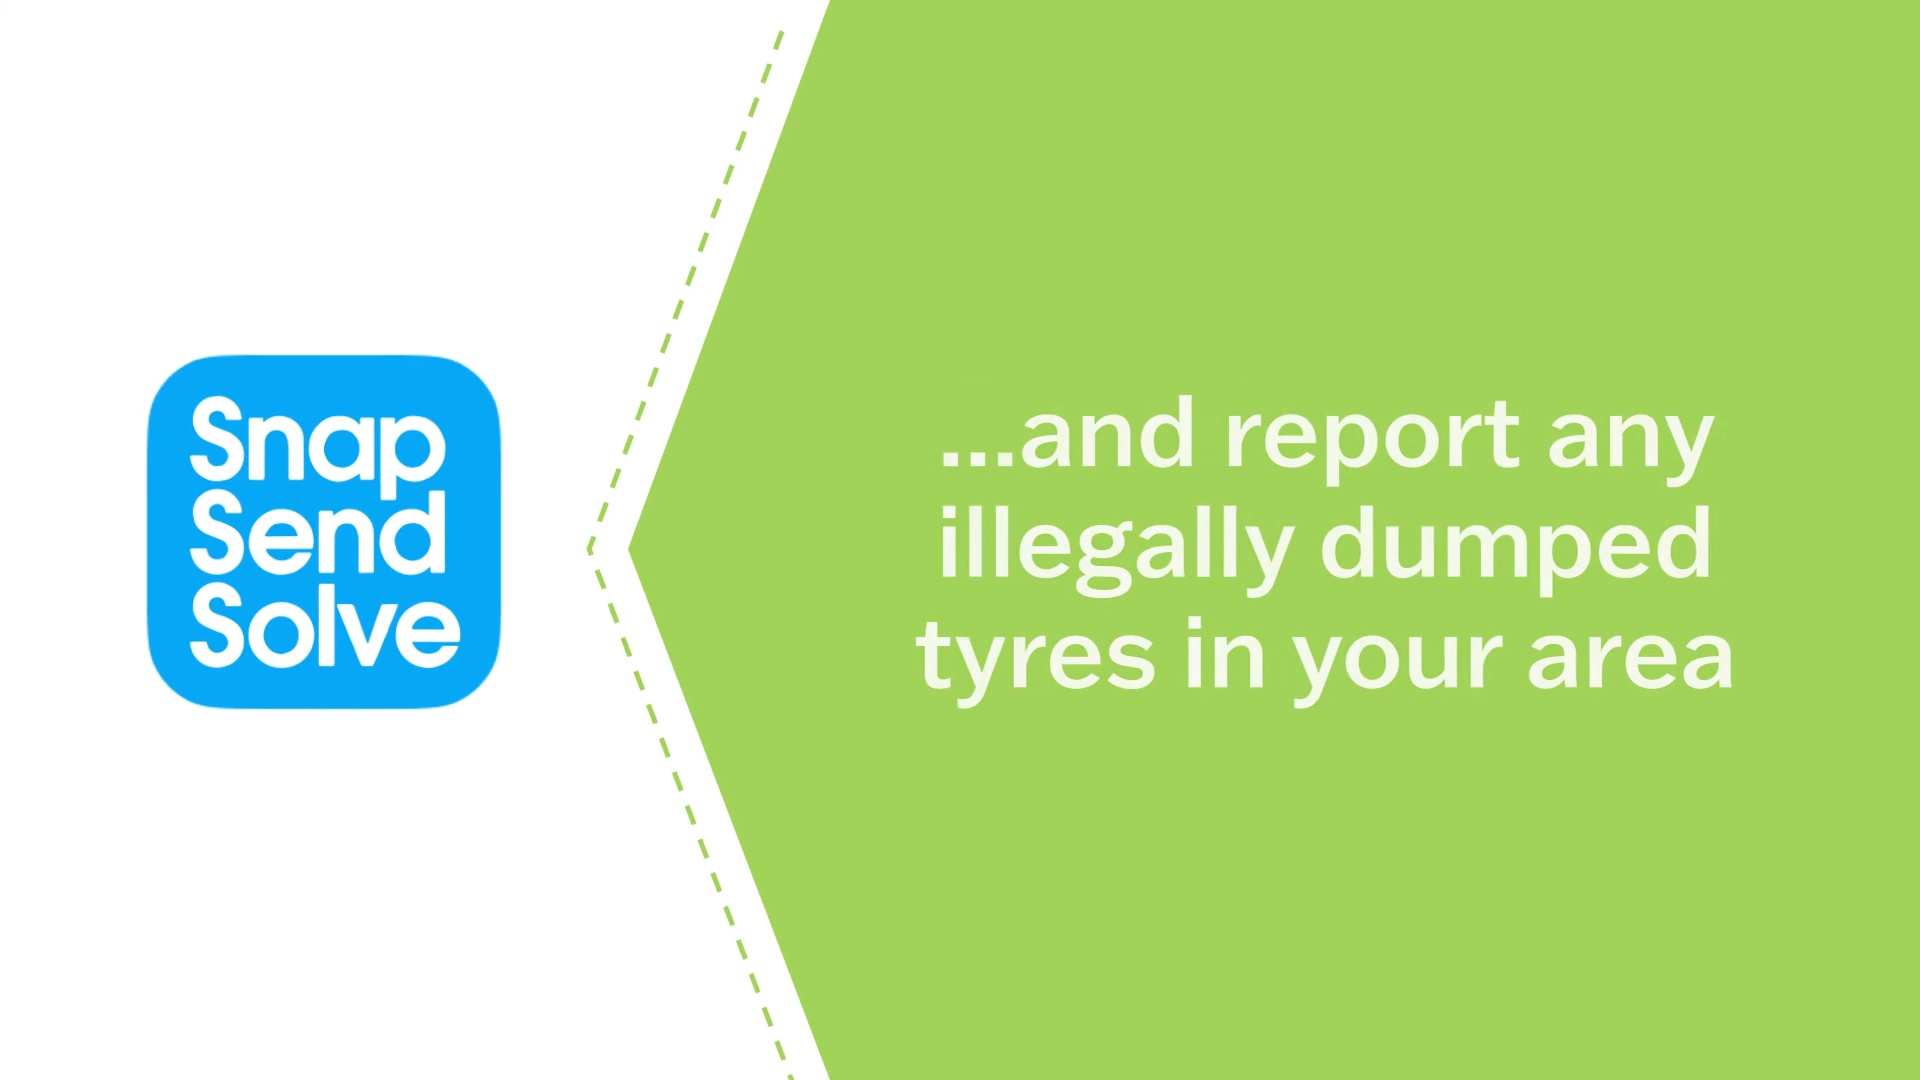 Snap
Send
Solve
...and report any
illegally dumped
tyres in your area